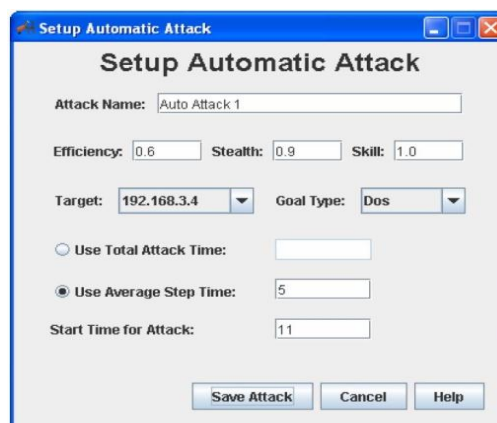 Setup Automatic Attack
Setup Automatic Attack
Attack Name: Auto Attack 1
Efficiency: 0.6 Stealth: 0.9 Skill: 1.0
Target: 192.168.3.4 Goal Type: Dos
Use Total Attack Time:
Use Average Step Time: 5
Start Time for Attack: 11
Save Attack Cancel Help